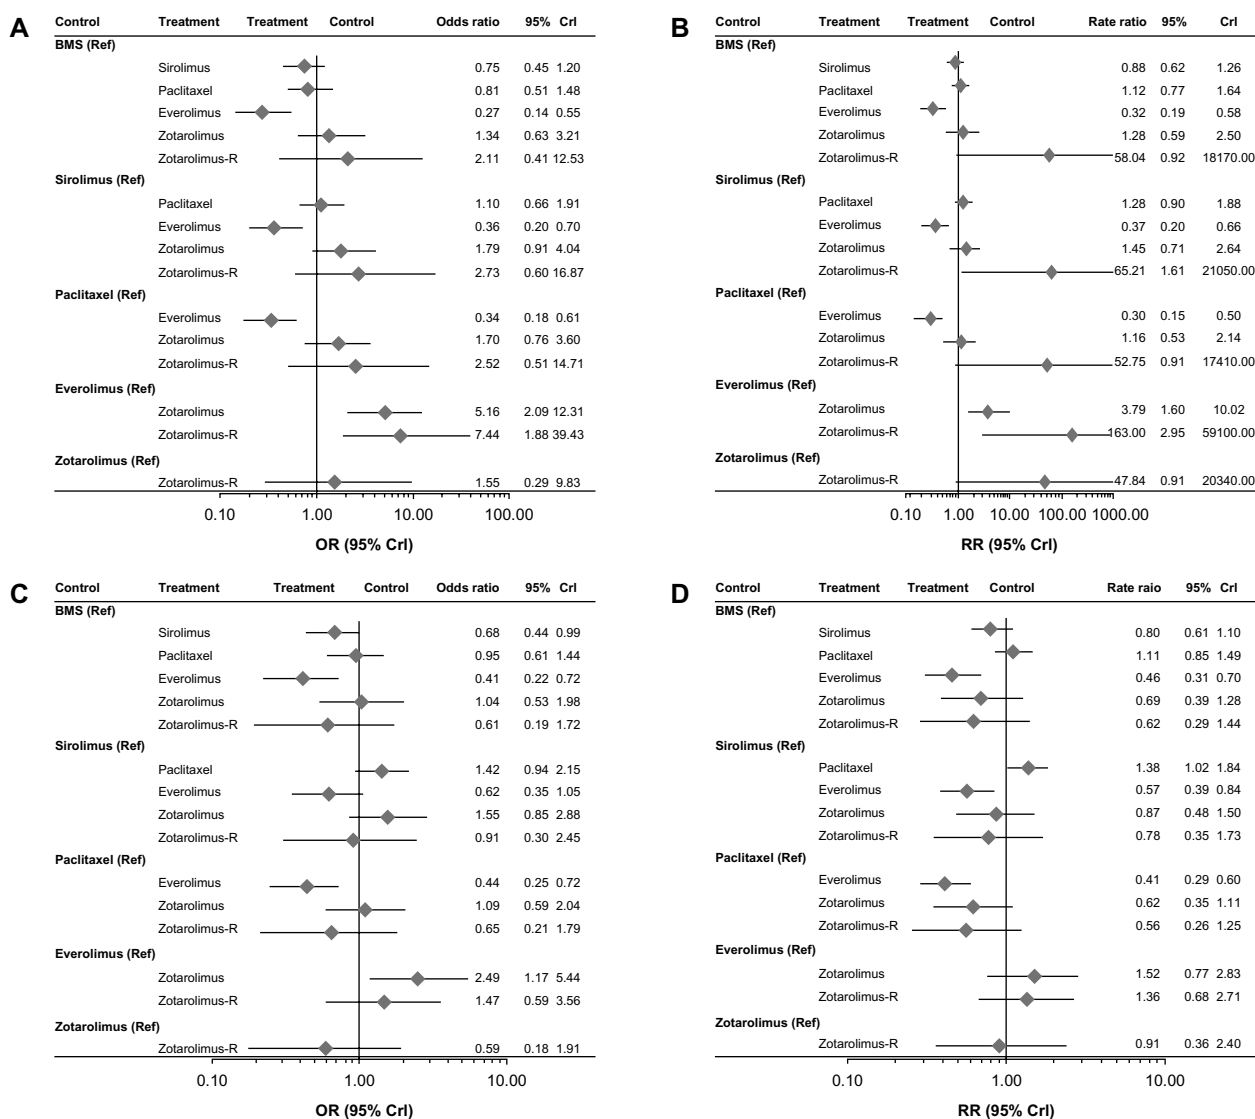 A
Control Treatment Treatment Control Odds ratio 95% Crl
BMS (Ref)
Sirolimus 0.75 0.45 1.20
Paclitaxel 0.81 0.51 1.48
Everolimus 0.27 0.14 0.55
Zotarolimus 1.34 0.63 3.21
Zotarolimus-R 2.11 0.41 12.53
Sirolimus (Ref)
Paclitaxel 1.10 0.66 1.91
Everolimus 0.36 0.20 0.70
Zotarolimus 1.79 0.91 4.04
Zotarolimus-R 2.73 0.60 16.87
Paclitaxel (Ref)
Everolimus 0.34 0.18 0.61
Zotarolimus 1.70 0.76 3.60
Zotarolimus-R 2.52 0.51 14.71
Everolimus (Ref)
Zotarolimus 5.16 2.09 12.31
Zotarolimus-R 7.44 1.88 39.43
Zotarolimus (Ref)
Zotarolimus-R 1.55 0.29 9.83
0.10 1.00 10.00 100.00
OR (95% Crl)
B
Control Treatment Treatment Control Rate ratio 95% Crl
BMS (Ref)
Sirolimus 0.88 0.62 1.26
Paclitaxel 1.12 0.77 1.64
Everolimus 0.32 0.19 0.58
Zotarolimus 1.28 0.59 2.50
Zotarolimus-R 58.04 0.92 18170.00
Sirolimus (Ref)
Paclitaxel 1.28 0.90 1.88
Everolimus 0.37 0.20 0.66
Zotarolimus 1.45 0.71 2.64
Zotarolimus-R 65.21 1.61 21050.00
Paclitaxel (Ref)
Everolimus 0.30 0.15 0.50
Zotarolimus 1.16 0.53 2.14
Zotarolimus-R 52.75 0.91 17410.00
Everolimus (Ref)
Zotarolimus 3.79 1.60 10.02
Zotarolimus-R 163.00 2.95 59100.00
Zotarolimus (Ref)
Zotarolimus-R 47.84 0.91 20340.00
0.10 1.00 10.00 100.00 1000.00
RR (95% Crl)
C
Control Treatment Treatment Control Odds ratio 95% Crl
BMS (Ref)
Sirolimus 0.68 0.44 0.99
Paclitaxel 0.95 0.61 1.44
Everolimus 0.41 0.22 0.72
Zotarolimus 1.04 0.53 1.98
Zotarolimus-R 0.61 0.19 1.72
Sirolimus (Ref)
Paclitaxel 1.42 0.94 2.15
Everolimus 0.62 0.35 1.05
Zotarolimus 1.55 0.85 2.88
Zotarolimus-R 0.91 0.30 2.45
Paclitaxel (Ref)
Everolimus 0.44 0.25 0.72
Zotarolimus 1.09 0.59 2.04
Zotarolimus-R 0.65 0.21 1.79
Everolimus (Ref)
Zotarolimus 2.49 1.17 5.44
Zotarolimus-R 1.47 0.59 3.56
Zotarolimus (Ref)
Zotarolimus-R 0.59 0.18 1.91
0.10 1.00 10.00
OR (95% Crl)
D
Control Treatment Treatment Control Rate raio 95% Crl
BMS (Ref)
Sirolimus 0.80 0.61 1.10
Paclitaxel 1.11 0.85 1.49
Everolimus 0.46 0.31 0.70
Zotarolimus 0.69 0.39 1.28
Zotarolimus-R 0.62 0.29 1.44
Sirolimus (Ref)
Paclitaxel 1.38 1.02 1.84
Everolimus 0.57 0.39 0.84
Zotarolimus 0.87 0.48 1.50
Zotarolimus-R 0.78 0.35 1.73
Paclitaxel (Ref)
Everolimus 0.41 0.29 0.60
Zotarolimus 0.62 0.35 1.11
Zotarolimus-R 0.56 0.26 1.25
Everolimus (Ref)
Zotarolimus 1.52 0.77 2.83
Zotarolimus-R 1.36 0.68 2.71
Zotarolimus (Ref)
Zotarolimus-R 0.91 0.36 2.40
0.10 1.00 10.00
RR (95% Crl)